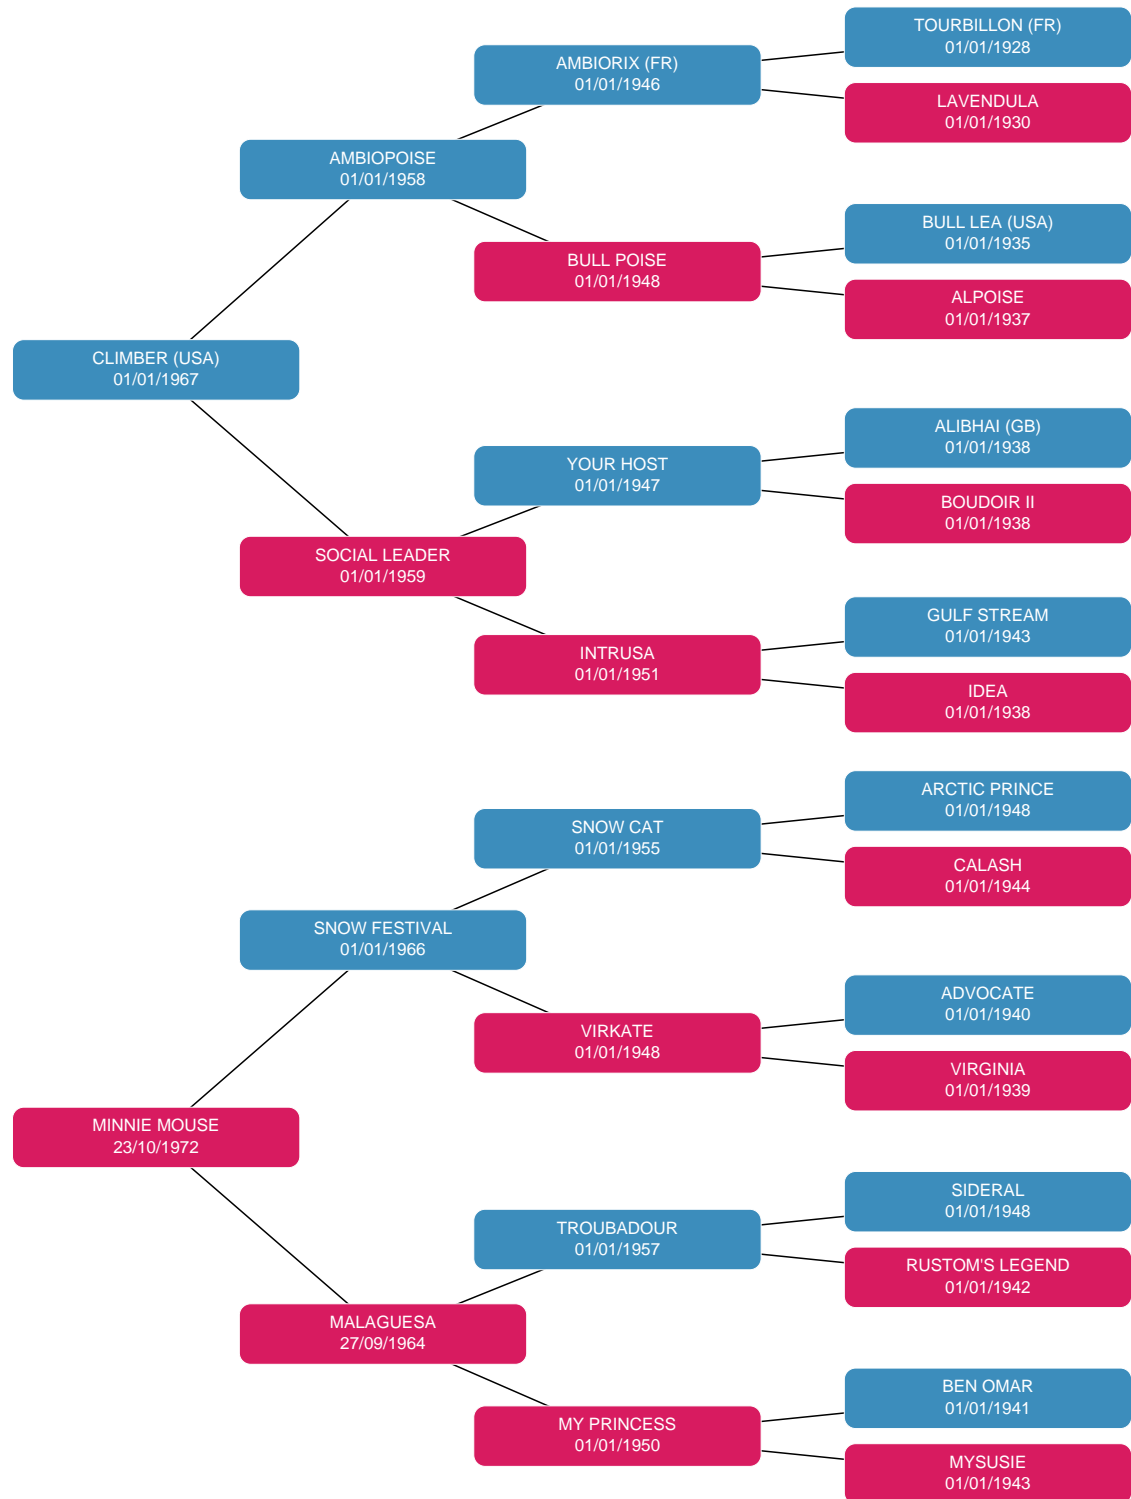 TOURBILLON (FR)
01/01/1928
AMBIORIX (FR)
01/01/1946
LAVENDULA
01/01/1930
AMBIOPOISE
01/01/1958
BULL LEA (USA)
01/01/1935
BULL POISE
01/01/1948
ALPOISE
01/01/1937
CLIMBER (USA)
01/01/1967
ALIBHAI (GB)
01/01/1938
YOUR HOST
01/01/1947
BOUDOIR II
01/01/1938
SOCIAL LEADER
01/01/1959
GULF STREAM
01/01/1943
INTRUSA
01/01/1951
IDEA
01/01/1938
ARCTIC PRINCE
01/01/1948
SNOW CAT
01/01/1955
CALASH
01/01/1944
SNOW FESTIVAL
01/01/1966
ADVOCATE
01/01/1940
VIRKATE
01/01/1948
VIRGINIA
01/01/1939
MINNIE MOUSE
23/10/1972
SIDERAL
01/01/1948
TROUBADOUR
01/01/1957
RUSTOM'S LEGEND
01/01/1942
MALAGUESA
27/09/1964
BEN OMAR
01/01/1941
MY PRINCESS
01/01/1950
MYSUSIE
01/01/1943